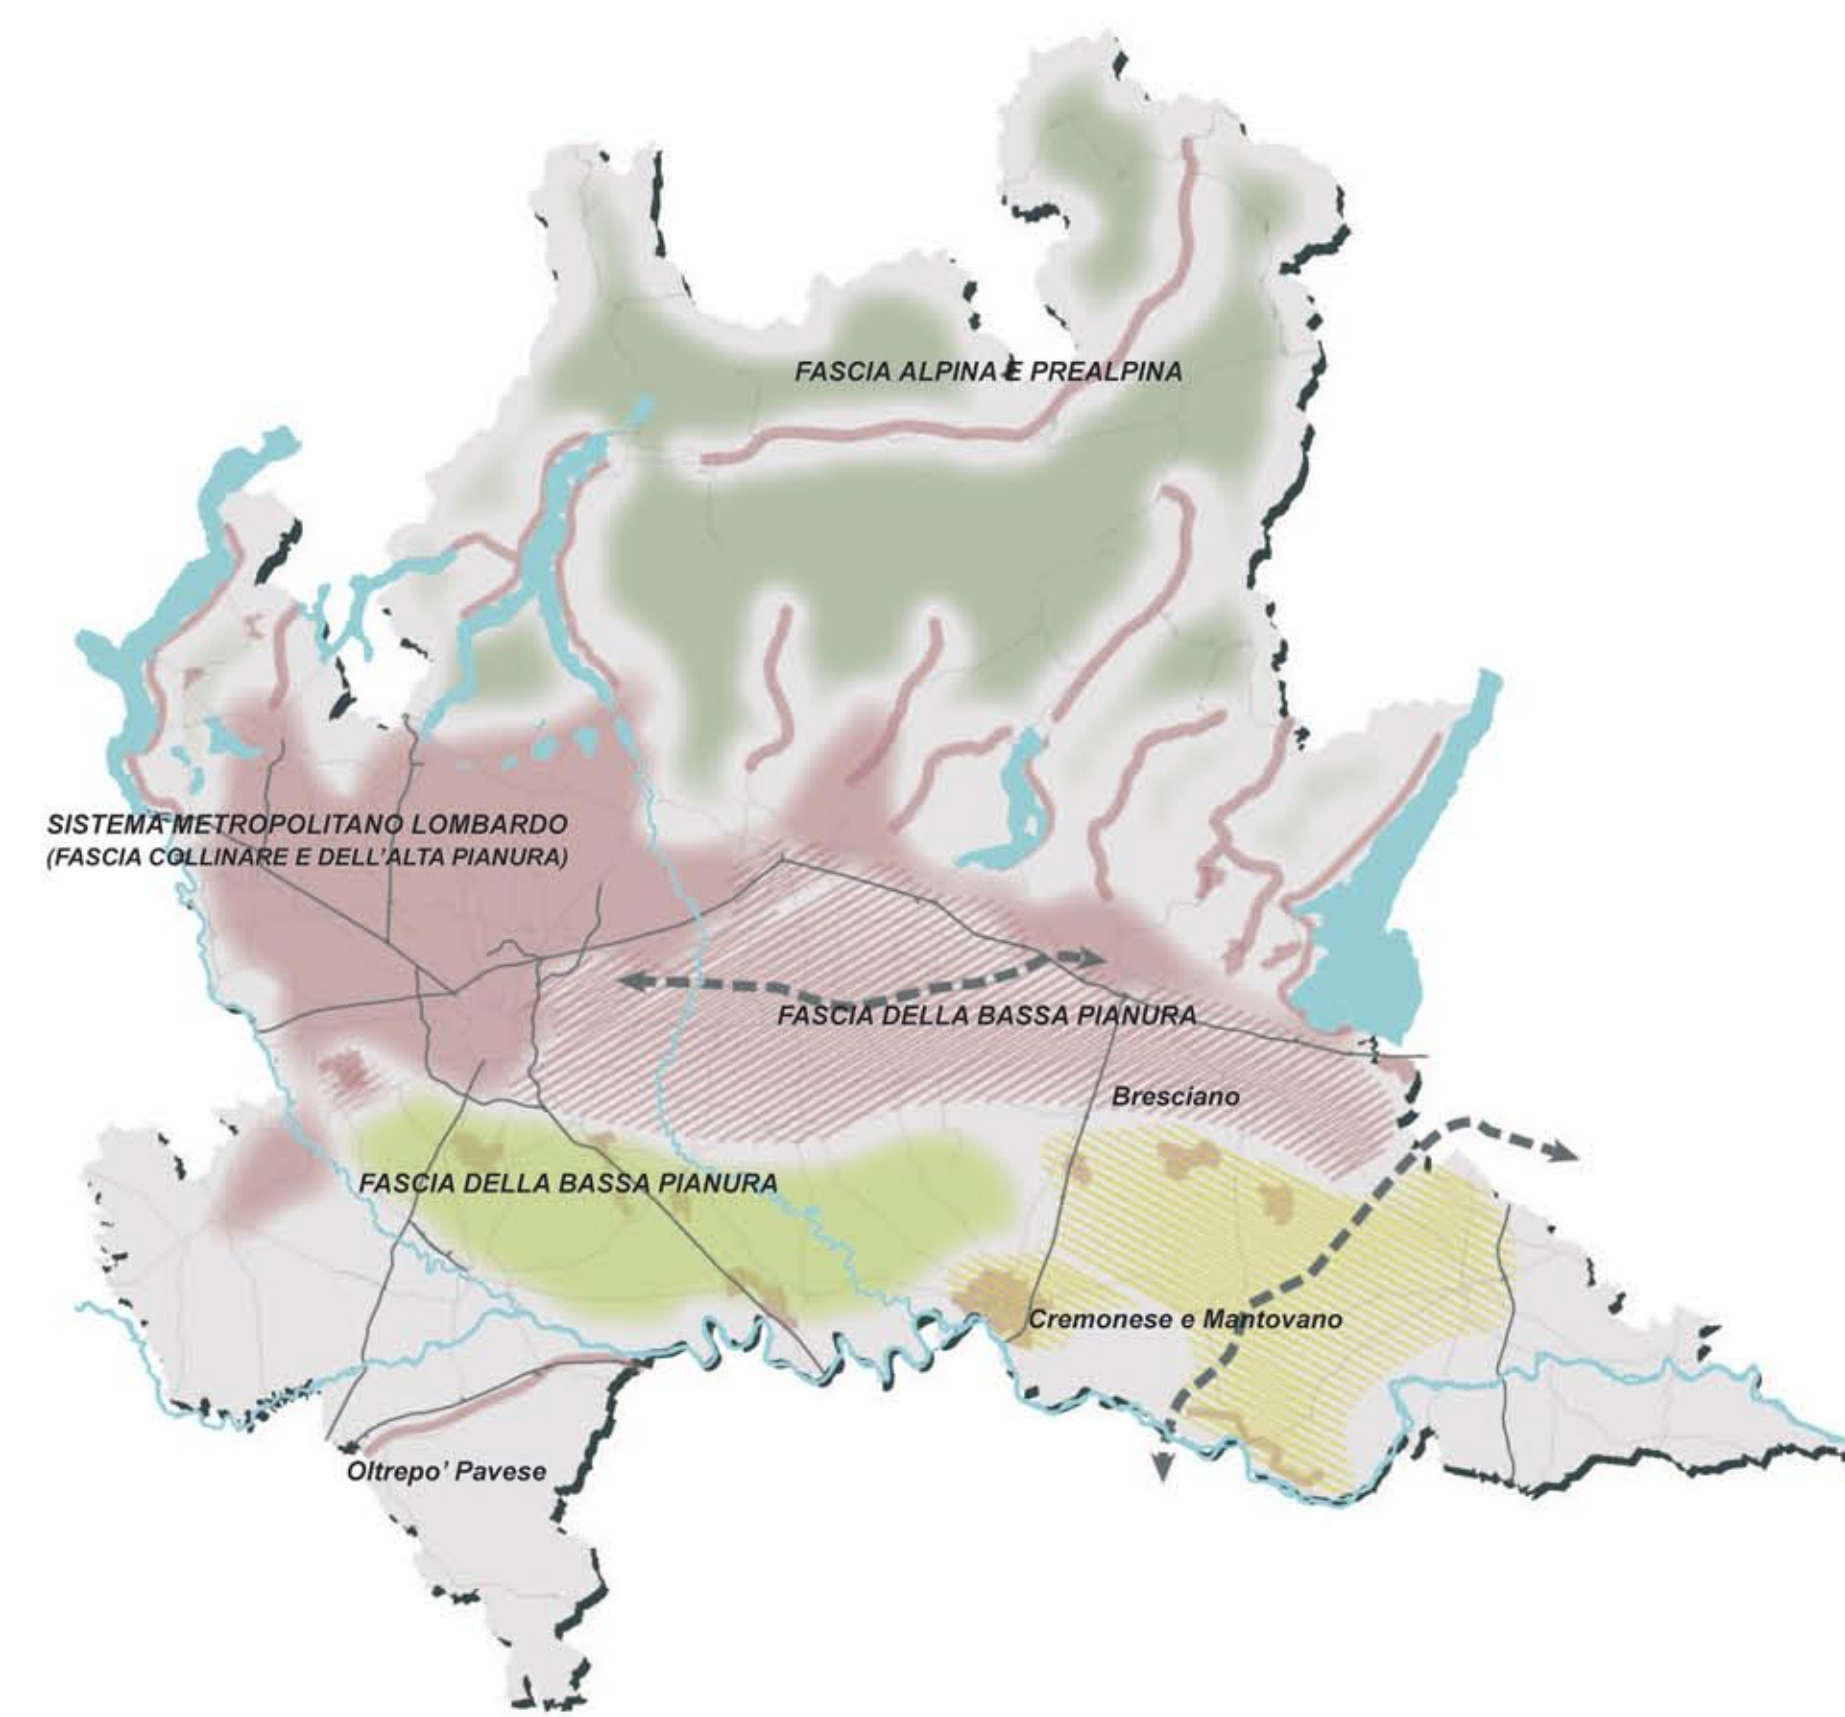 FASCIA ALPINA E PREALPINA
SISTEMA METROPOLITANO LOMBARDO
(FASCIA COLLINARE E DELL'ALTA PIANURA)
FASCIA DELLA BASSA PIANURA
Bresciano
FASCIA DELLA BASSA PIANURA
Cremonese e Mantovano
Oltrepo' Pavese